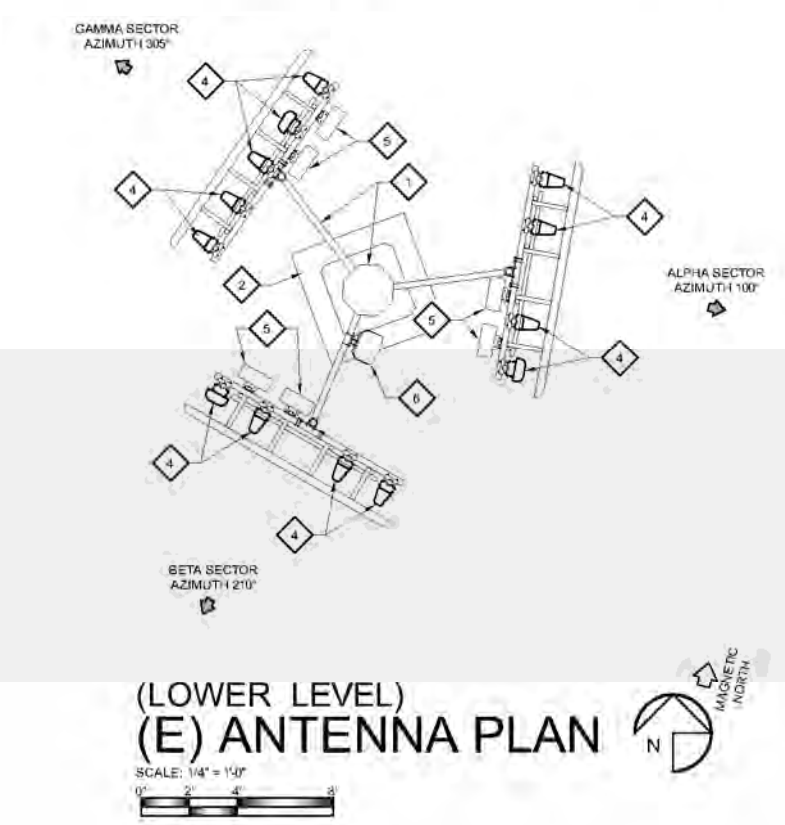 GAMMA SECTOR
AZIMUTH 305°
4
5
4
1
4
2
ALPHA SECTOR
AZIMUTH 100°
5
5
4
6
4
4
BETA SECTOR
AZIMUTH 210°
(LOWER LEVEL)
(E) ANTENNA PLAN
MAGNETIC
NORTH
N
SCALE: 1/4" = 1'-0"
0' 2' 4' 8'